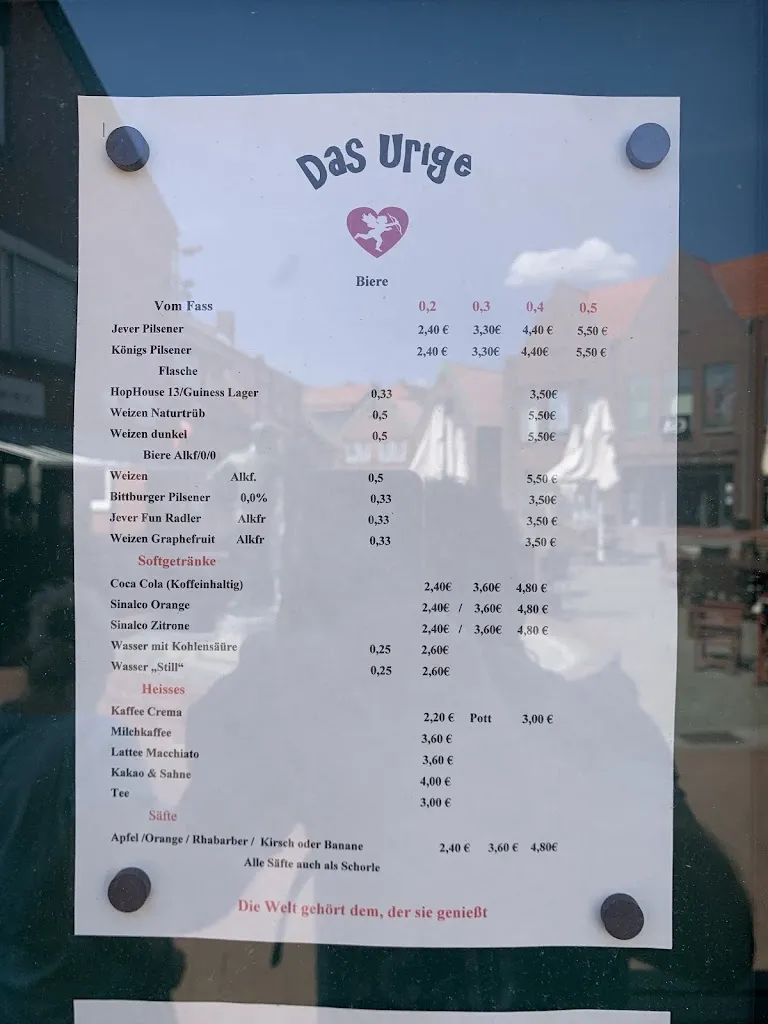 Das Urige
Biere
Vom Fass 0,2 0,3 0,4 0,5
Jever Pilsener 2,40 € 3,30€ 4,40 € 5,50 €
Königs Pilsener 2,40 € 3,30€ 4,40€ 5,50 €
Flasche
HopHouse 13/Guiness Lager 0,33 3,50€
Weizen Naturtrüb 0,5 5,50€
Weizen dunkel 0,5 5,50€
Biere Alkf/0/0
Weizen Alkf. 0,5 5,50 €
Bittburger Pilsener 0,0% 0,33 3,50€
Jever Fun Radler Alkfr 0,33 3,50 €
Weizen Graphefruit Alkfr 0,33 3,50 €
Softgetränke
Coca Cola (Koffeinhaltig) 2,40€ 3,60€ 4,80 €
Sinalco Orange 2,40€ / 3,60€ 4,80 €
Sinalco Zitrone 2,40€ / 3,60€ 4,80 €
Wasser mit Kohlensäure 0,25 2,60€
Wasser „Still“ 0,25 2,60€
Heisses
Kaffee Crema 2,20 € Pott 3,00 €
Milchkaffee 3,60 €
Lattee Macchiato 3,60 €
Kakao & Sahne 4,00 €
Tee 3,00 €
Säfte
Apfel /Orange / Rhabarber / Kirsch oder Banane 2,40 € 3,60 € 4,80€
Alle Säfte auch als Schorle
Die Welt gehört dem, der sie genießt